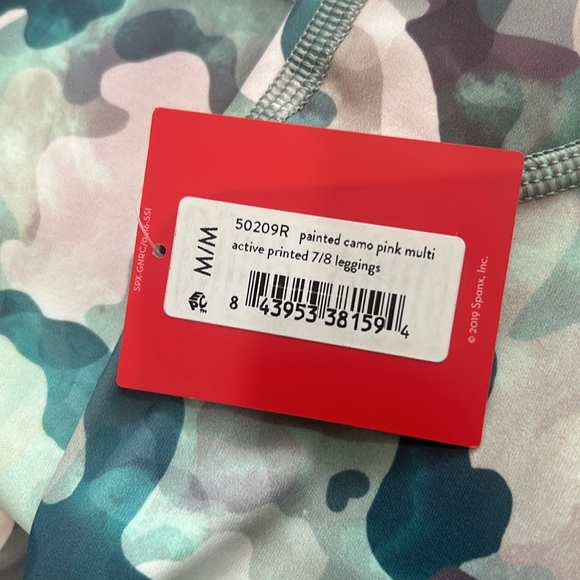 50209R painted camo pink multi
active printed 7/8 leggings
M/M
8 43953 38159 4
© 2019 Spanx, Inc.